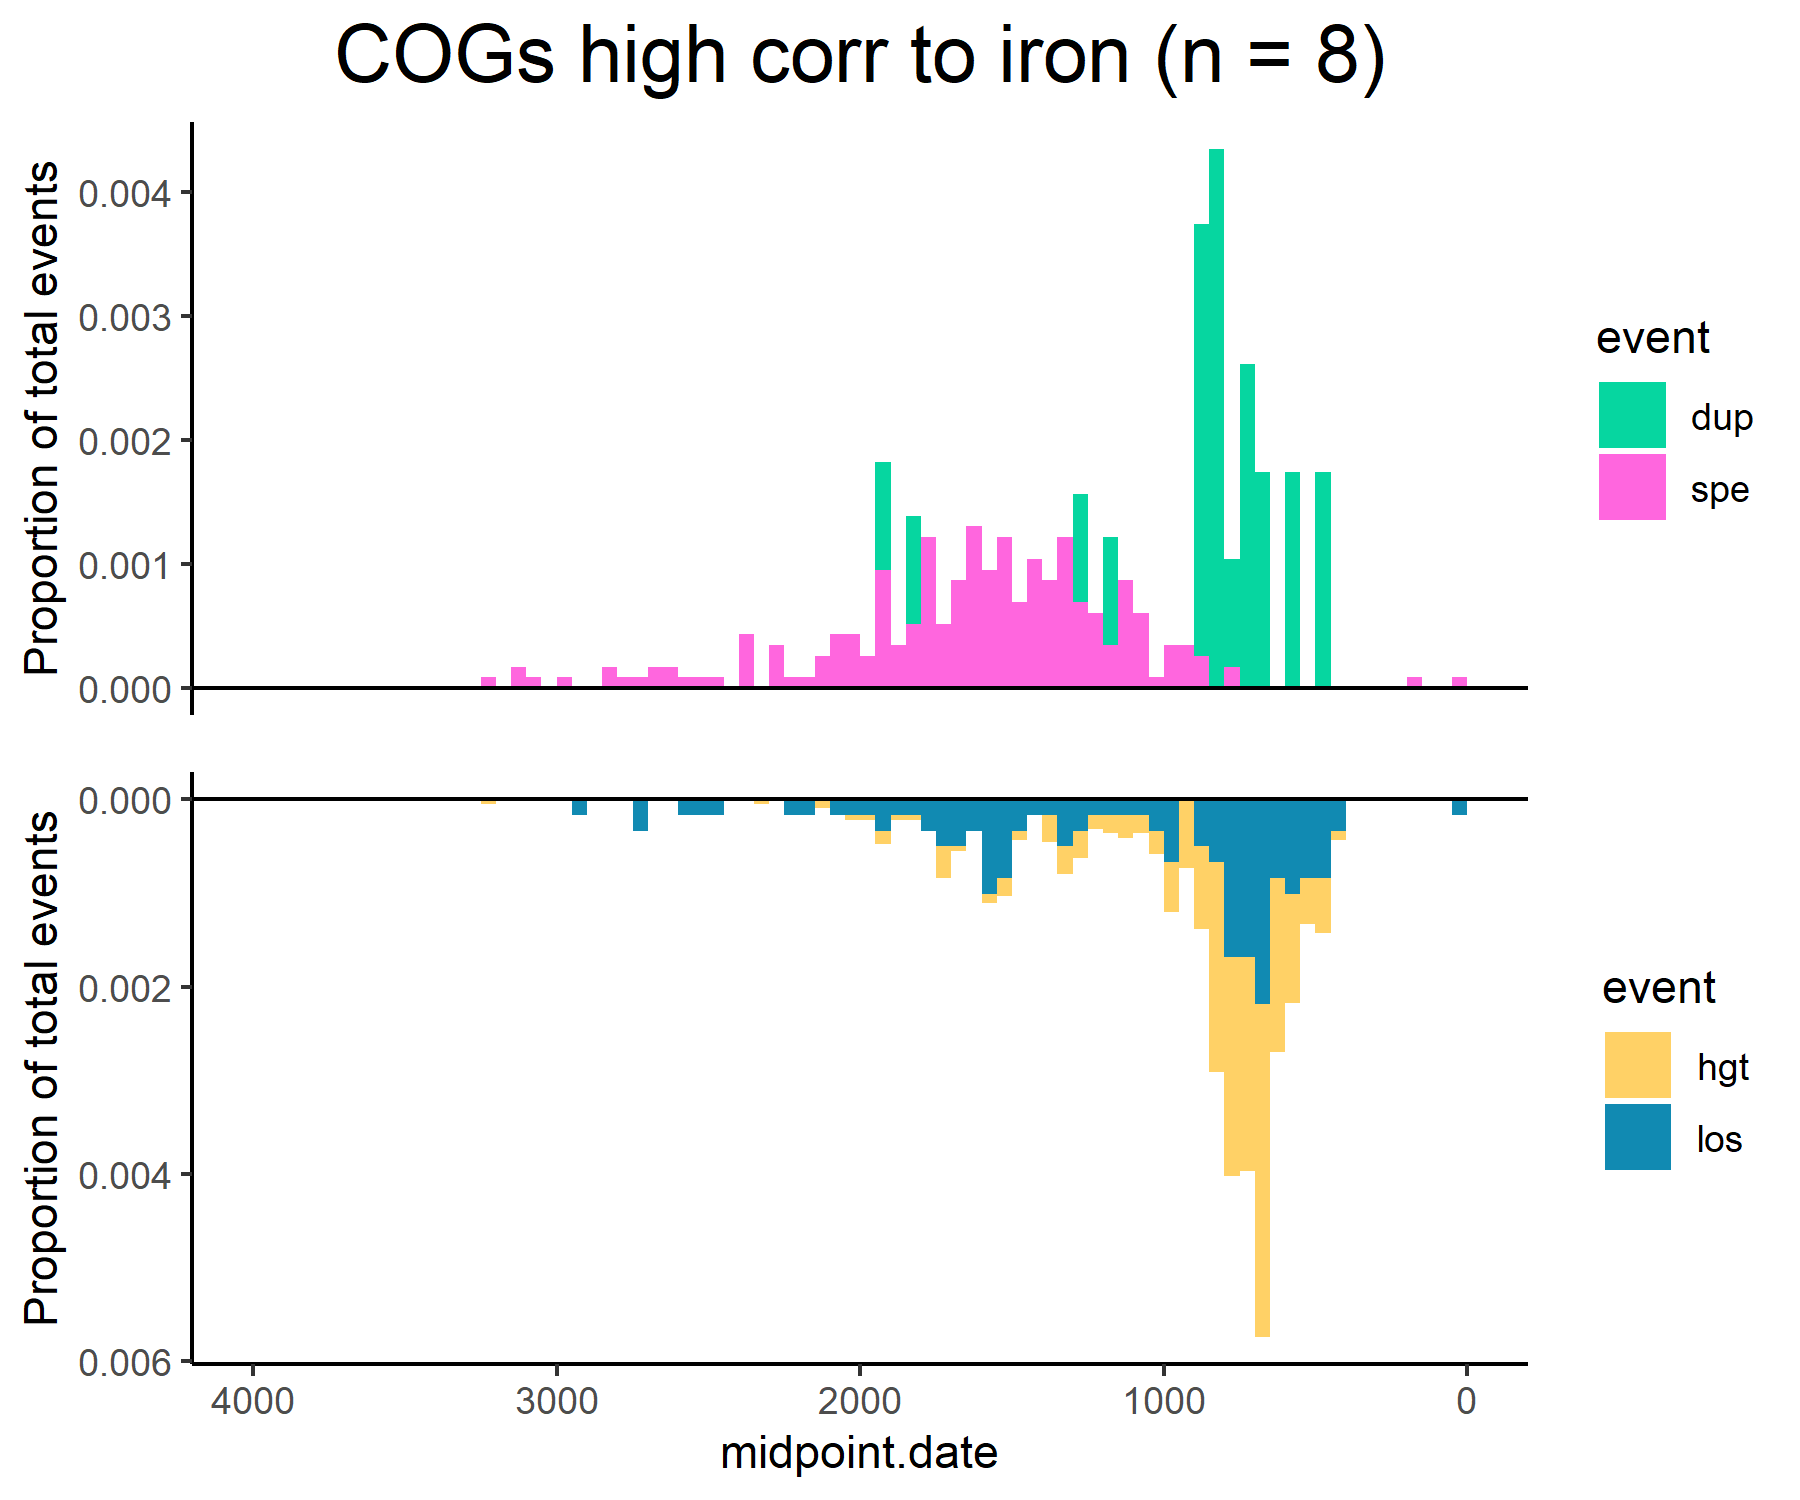 COGs high corr to iron (n = 8)
Proportion of total events
0.004
0.003
0.002
0.001
0.000
event
dup
spe
Proportion of total events
0.000
0.002
0.004
0.006
event
hgt
los
4000 3000 2000 1000 0
midpoint.date